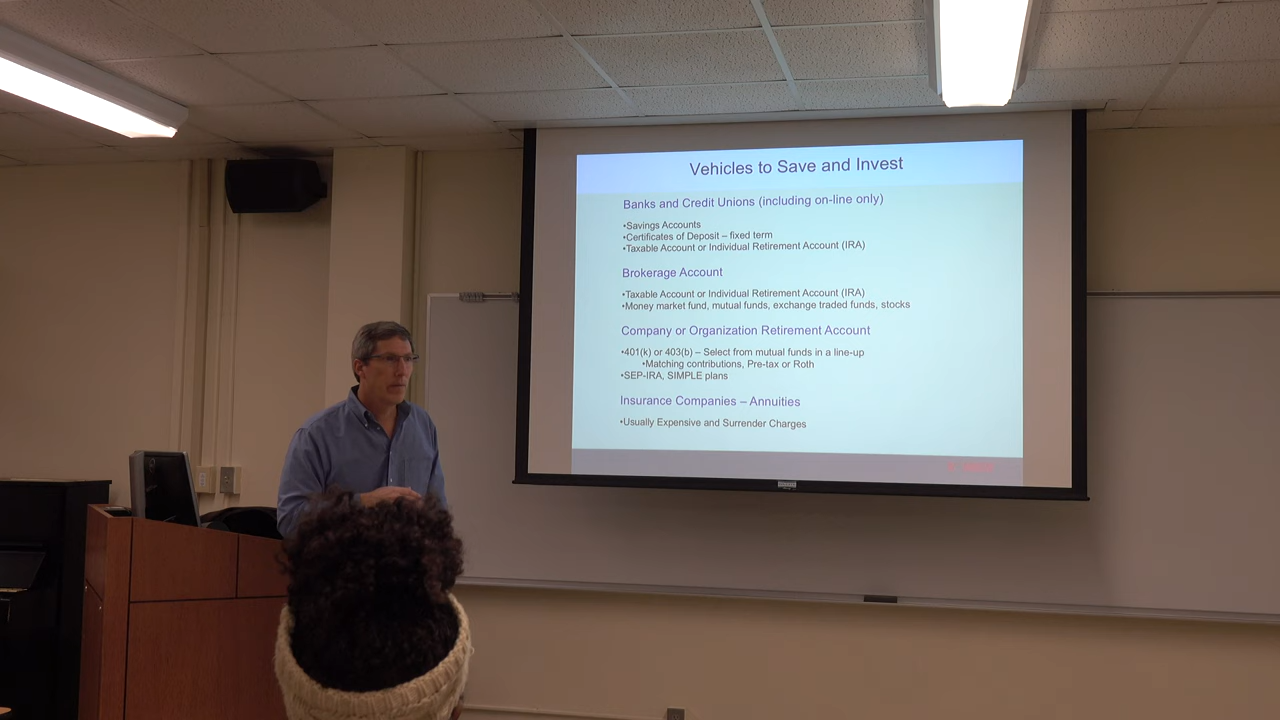 Vehicles to Save and Invest
Banks and Credit Unions (including on-line only)
•Savings Accounts
•Certificates of Deposit – fixed term
•Taxable Account or Individual Retirement Account (IRA)
Brokerage Account
•Taxable Account or Individual Retirement Account (IRA)
•Money market fund, mutual funds, exchange traded funds, stocks
Company or Organization Retirement Account
•401(k) or 403(b) – Select from mutual funds in a line-up
•Matching contributions, Pre-tax or Roth
•SEP-IRA, SIMPLE plans
Insurance Companies – Annuities
•Usually Expensive and Surrender Charges